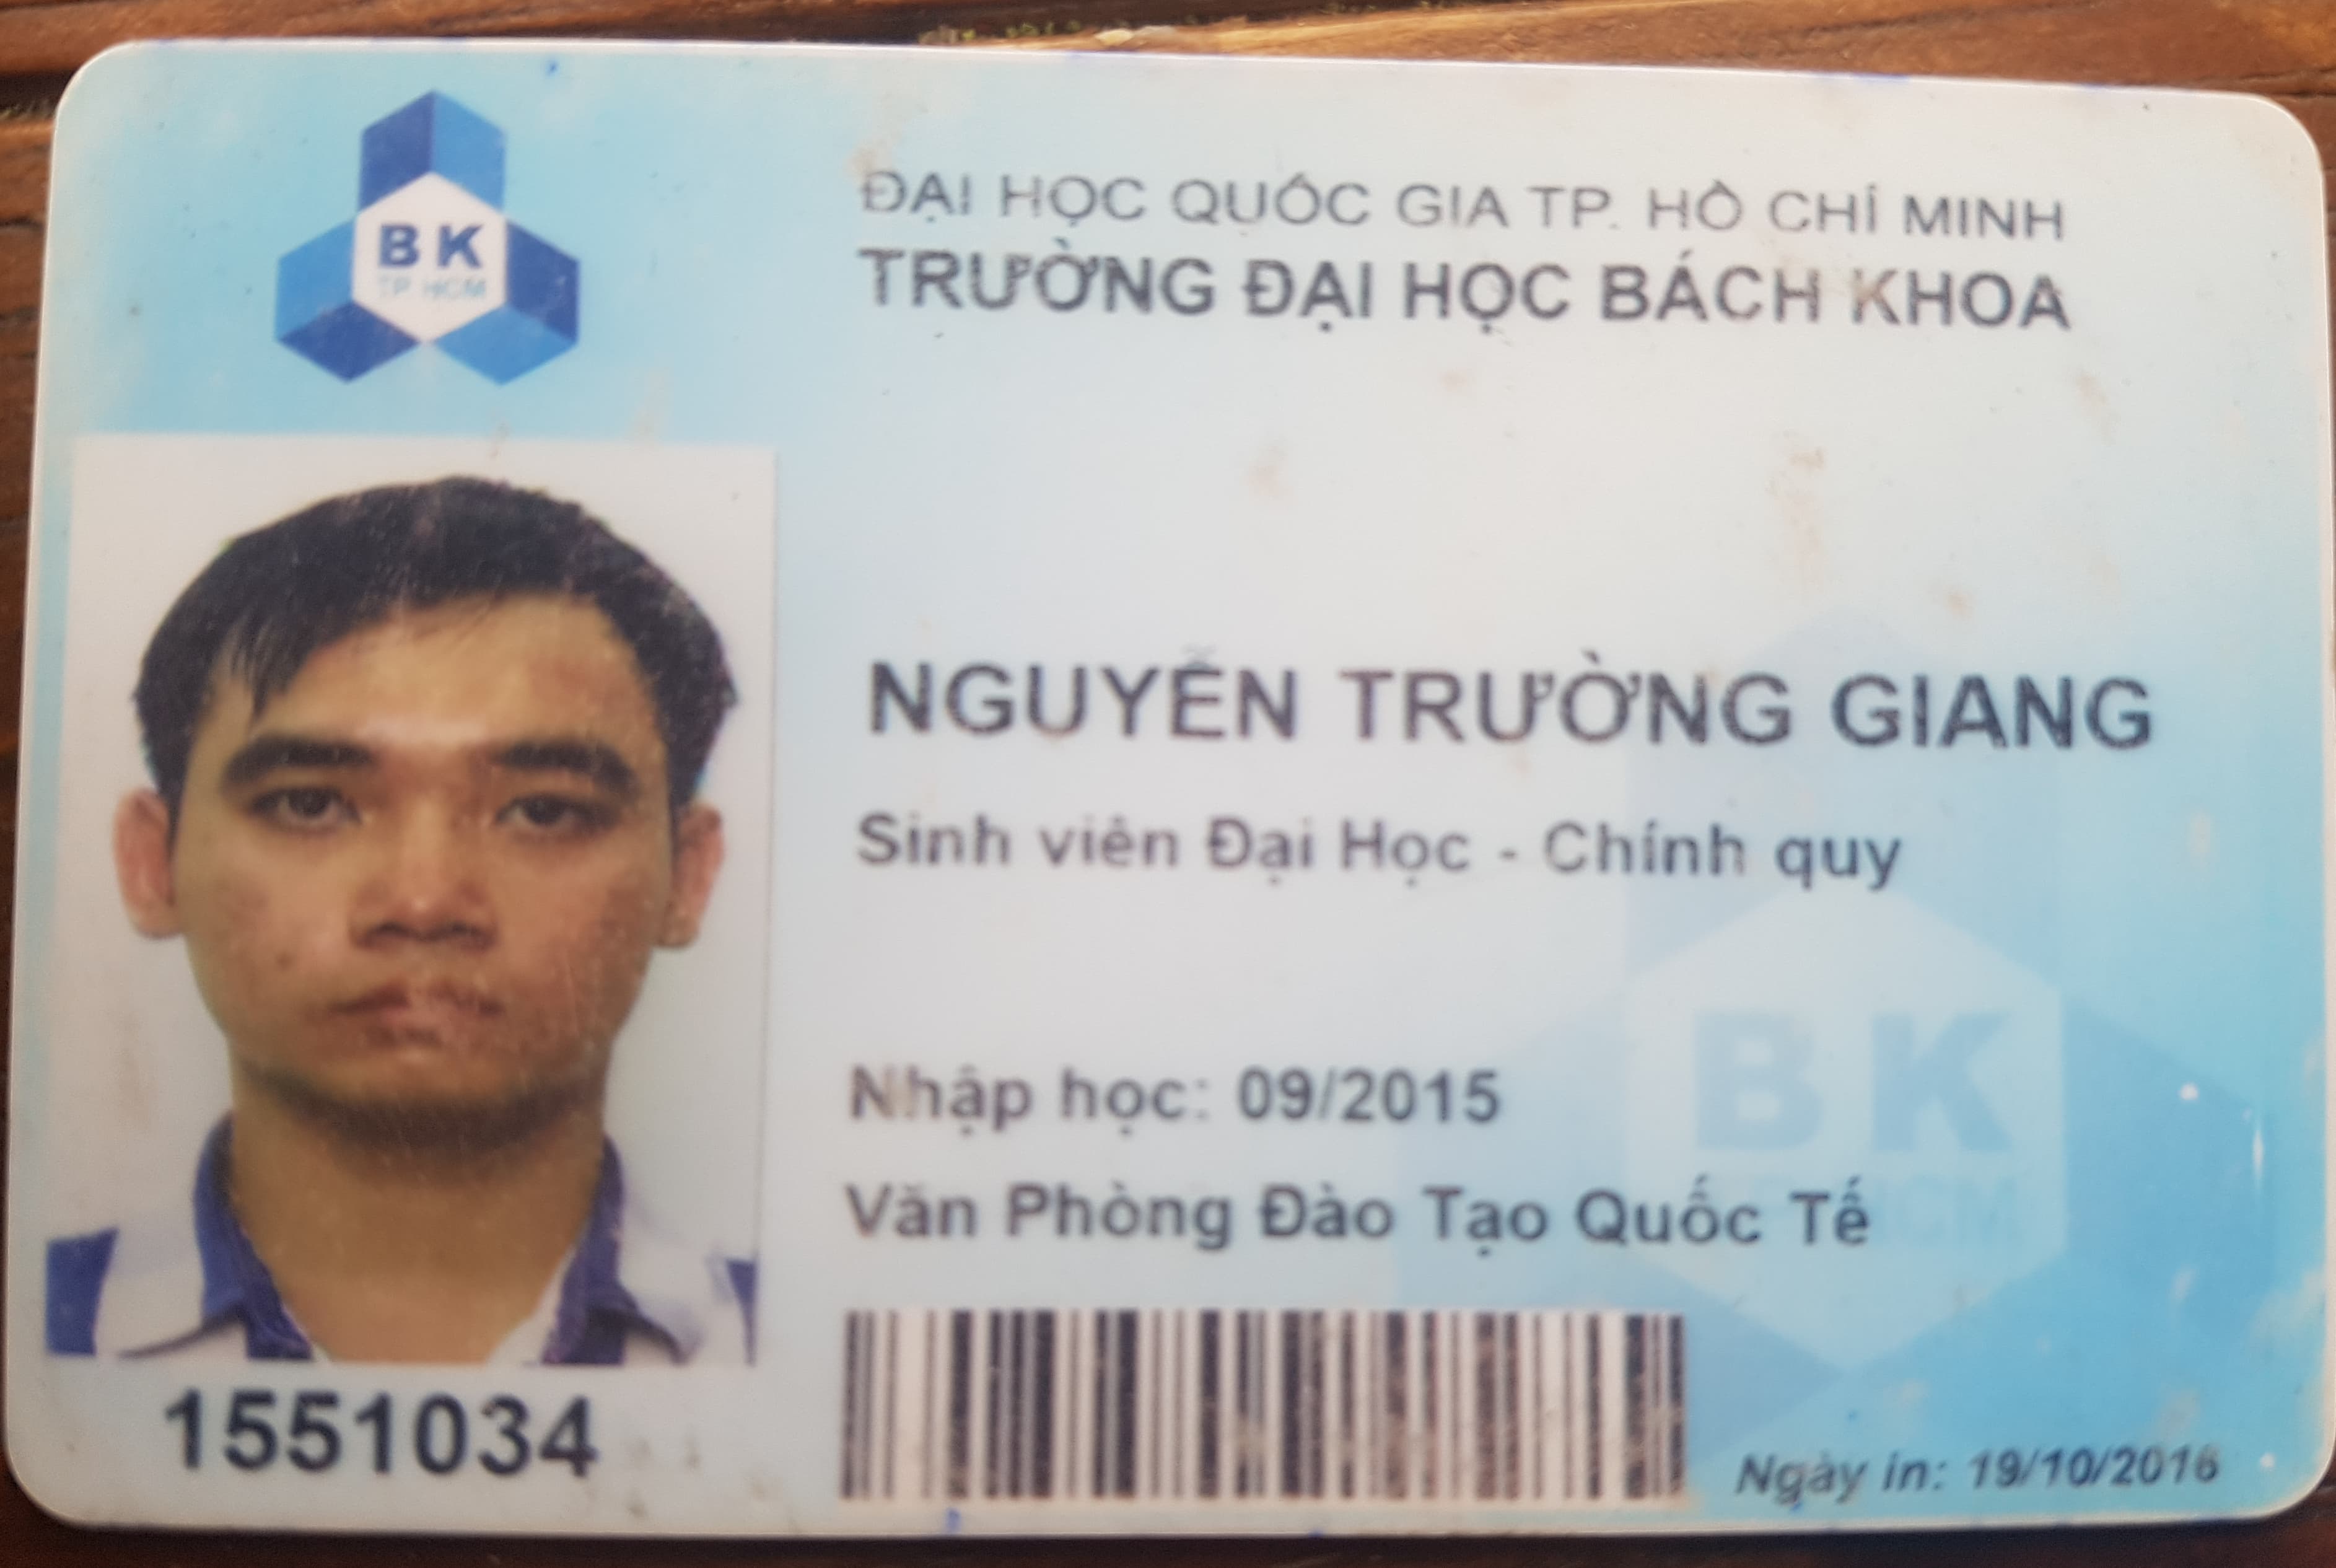 BK
TP HCM
ĐẠI HỌC QUỐC GIA TP. HỒ CHÍ MINH
TRƯỜNG ĐẠI HỌC BÁCH KHOA
NGUYỄN TRƯỜNG GIANG
Sinh viên Đại Học - Chính quy
Nhập học: 09/2015
Văn Phòng Đào Tạo Quốc Tế
BK
HCM
1551034
Ngày in: 19/10/2016